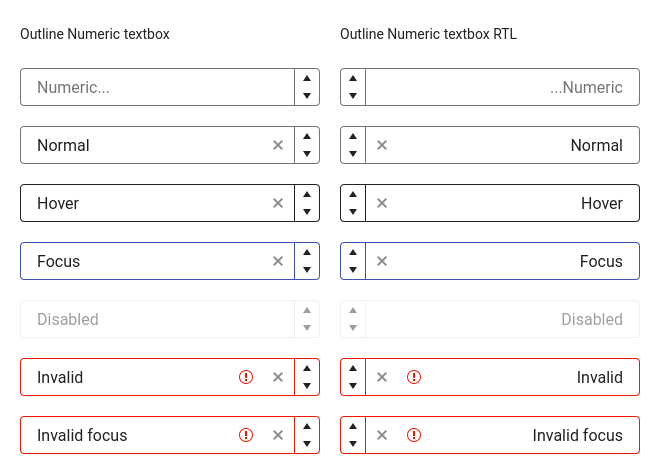 Outline Numeric textbox
Numeric...
Normal
Hover
Focus
Disabled
Invalid
Invalid focus
Outline Numeric textbox RTL
...Numeric
Normal
Hover
Focus
Disabled
Invalid
Invalid focus